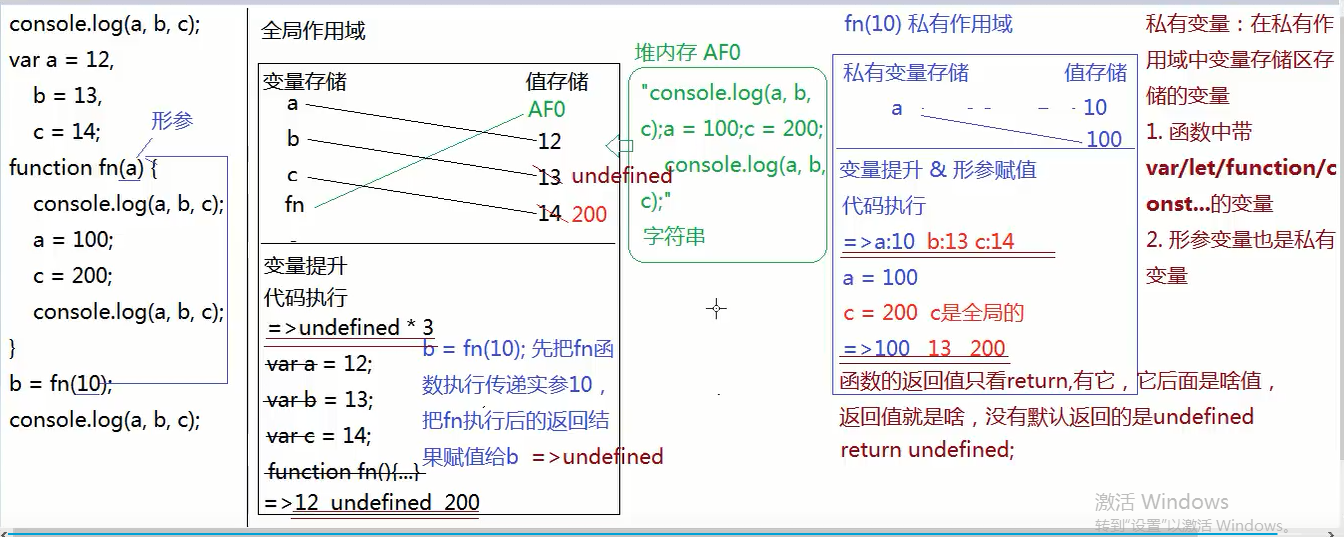 console.log(a, b, c);
var a = 12,
b = 13,
c = 14;
形参
function fn(a) {
console.log(a, b, c);
a = 100;
c = 200;
console.log(a, b, c);
}
b = fn(10);
console.log(a, b, c);
全局作用域
变量存储 值存储
a AF0
b 12
c 13 undefined
fn 14 200
变量提升
代码执行
=>undefined * 3
var a = 12;
var b = 13;
var c = 14;
function fn(){...}
=>12 undefined 200
b = fn(10); 先把fn函
数执行传递实参10，
把fn执行后的返回结
果赋值给b =>undefined
堆内存 AF0
"console.log(a, b,
c);a = 100;c = 200;
console.log(a, b,
c);"
字符串
fn(10) 私有作用域
私有变量存储 值存储
a 10
100
变量提升 & 形参赋值
代码执行
=>a:10 b:13 c:14
a = 100
c = 200 c是全局的
=>100 13 200
函数的返回值只看return,有它，它后面是啥值，
返回值就是啥，没有默认返回的是undefined
return undefined;
私有变量：在私有作
用域中变量存储区存
储的变量
1. 函数中带
var/let/function/c
onst...的变量
2. 形参变量也是私有
变量
激活 Windows
转到"设置"以激活 Windows。